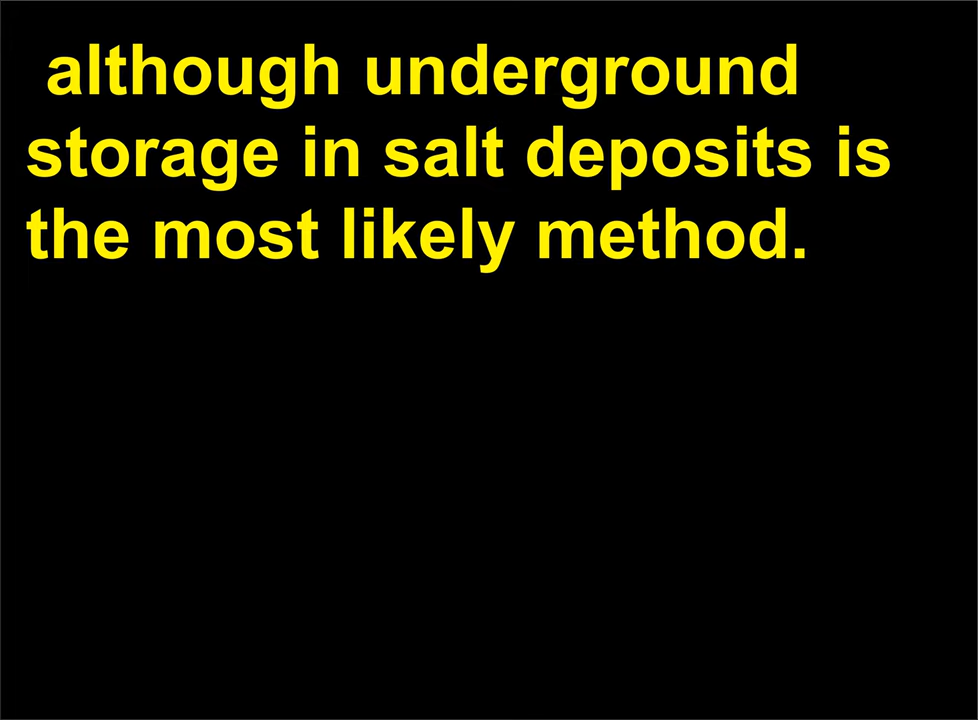 although underground
storage in salt deposits is
the most likely method.